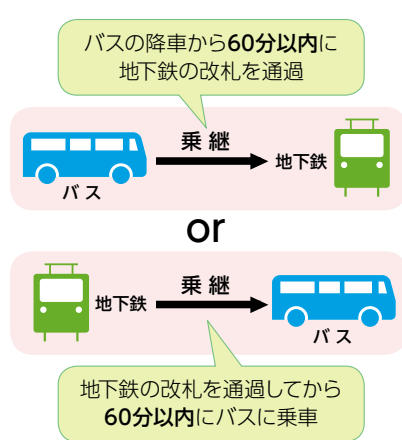 バスの降車から60分以内に
地下鉄の改札を通過
乗 継
地下鉄
バ ス
or
乗 継
地下鉄
バ ス
地下鉄の改札を通過してから
60分以内にバスに乗車